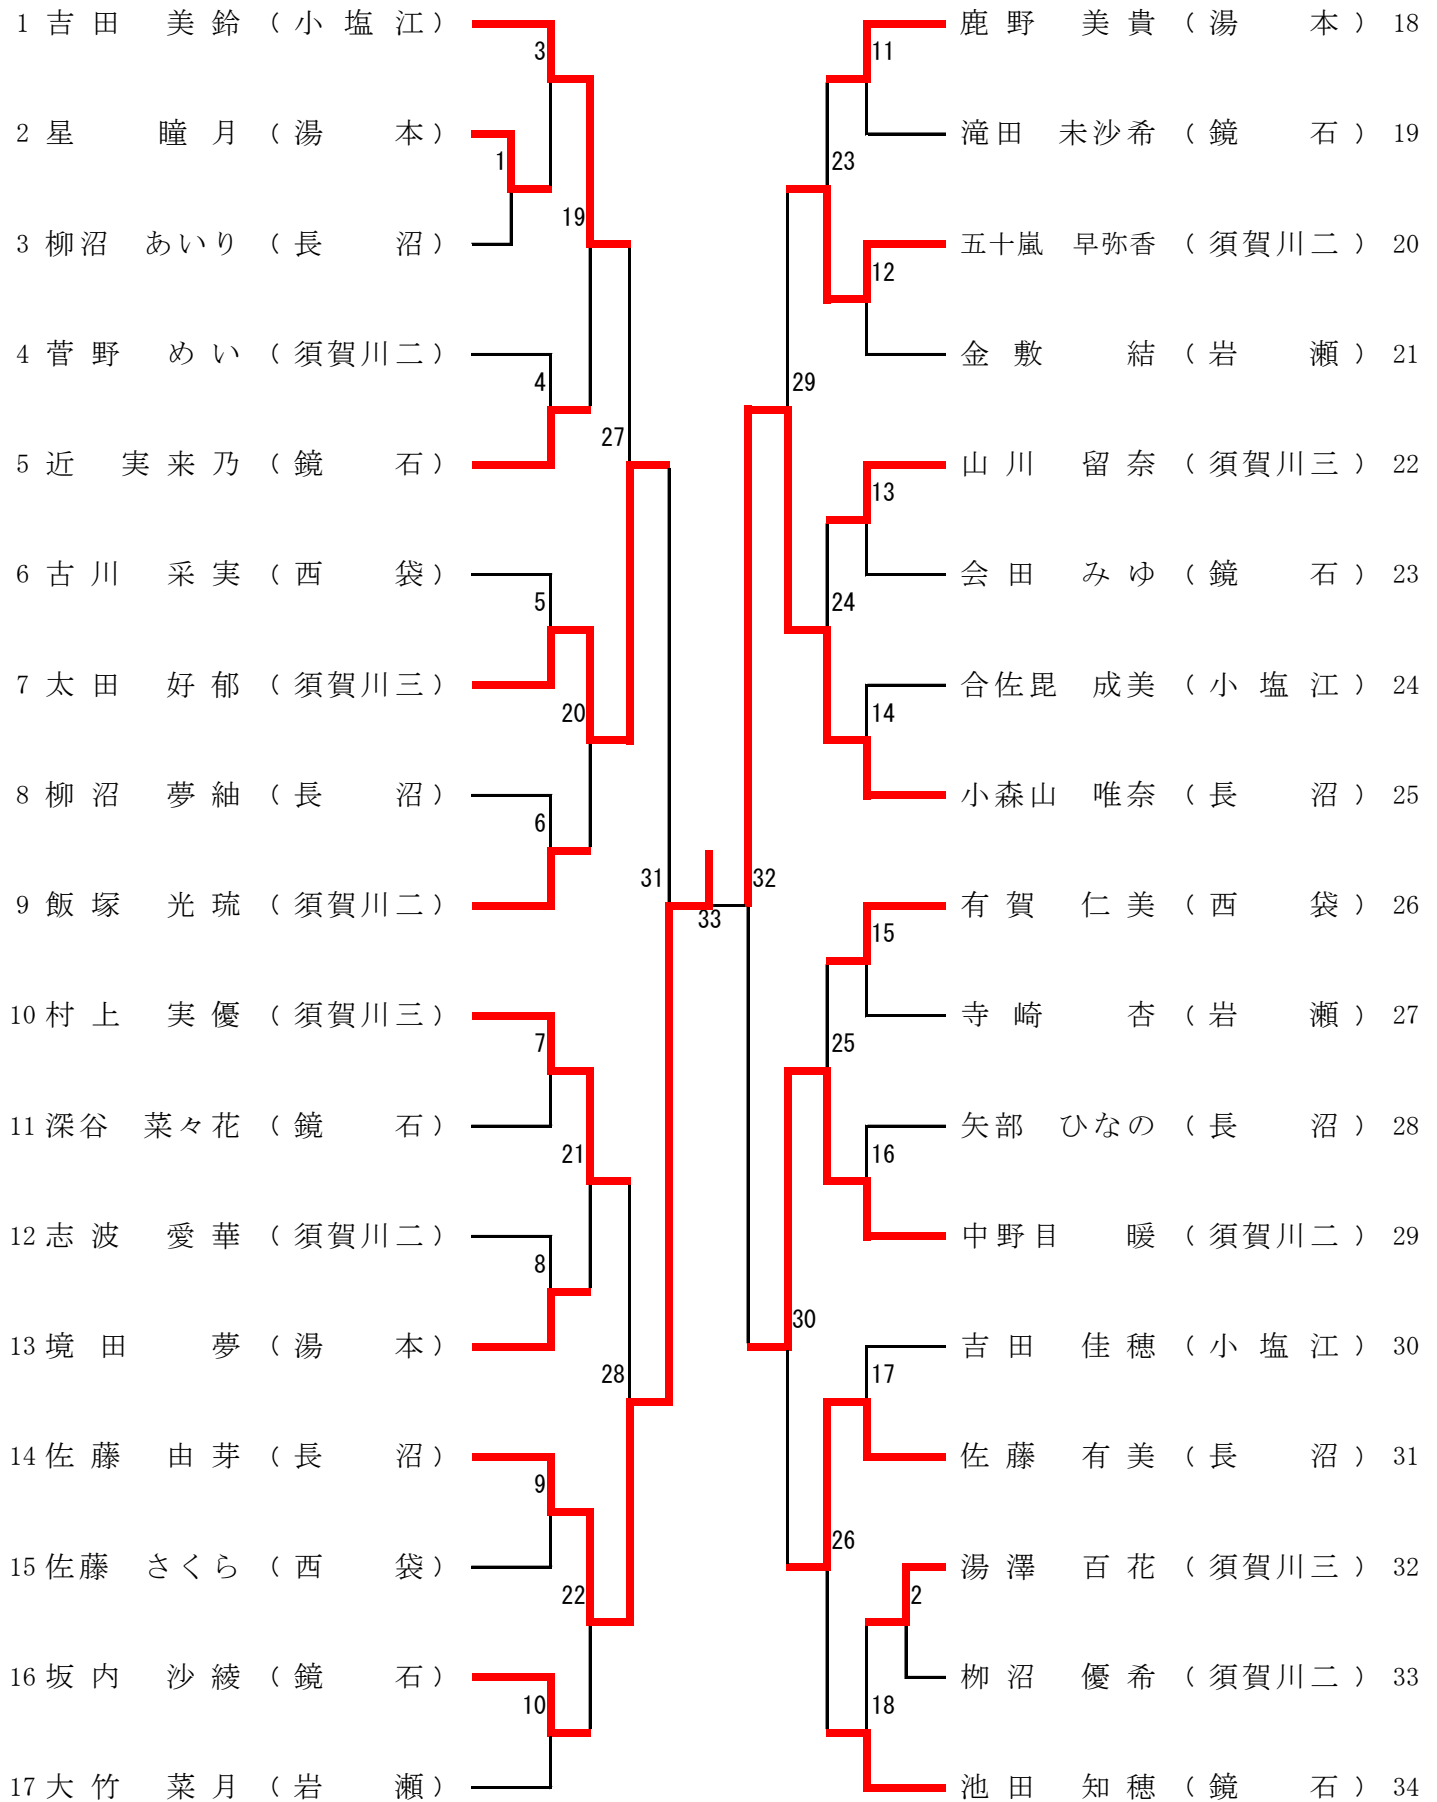 1 吉田 美鈴 （小塩江）
2 星 瞳月 （湯本）
3 柳沼 あいり （長沼）
4 菅野 めい （須賀川二）
5 近 実来乃 （鏡石）
6 古川 采実 （西袋）
7 太田 好郁 （須賀川三）
8 柳沼 夢紬 （長沼）
9 飯塚 光琉 （須賀川二）
10 村上 実優 （須賀川三）
11 深谷 菜々花 （鏡石）
12 志波 愛華 （須賀川二）
13 境田 夢 （湯本）
14 佐藤 由芽 （長沼）
15 佐藤 さくら （西袋）
16 坂内 沙綾 （鏡石）
17 大竹 菜月 （岩瀬）
3
1
19
4
27
5
20
6
31
33
7
21
8
28
9
22
10
32
11
23
12
29
13
24
14
15
25
16
30
17
26
2
18
鹿野 美貴 （湯本） 18
滝田 未沙希 （鏡石） 19
五十嵐 早弥香 （須賀川二） 20
金敷 結 （岩瀬） 21
山川 留奈 （須賀川三） 22
会田 みゆ （鏡石） 23
合佐毘 成美 （小塩江） 24
小森山 唯奈 （長沼） 25
有賀 仁美 （西袋） 26
寺崎 杏 （岩瀬） 27
矢部 ひなの （長沼） 28
中野目 暖 （須賀川二） 29
吉田 佳穂 （小塩江） 30
佐藤 有美 （長沼） 31
湯澤 百花 （須賀川三） 32
栁沼 優希 （須賀川二） 33
池田 知穂 （鏡石） 34